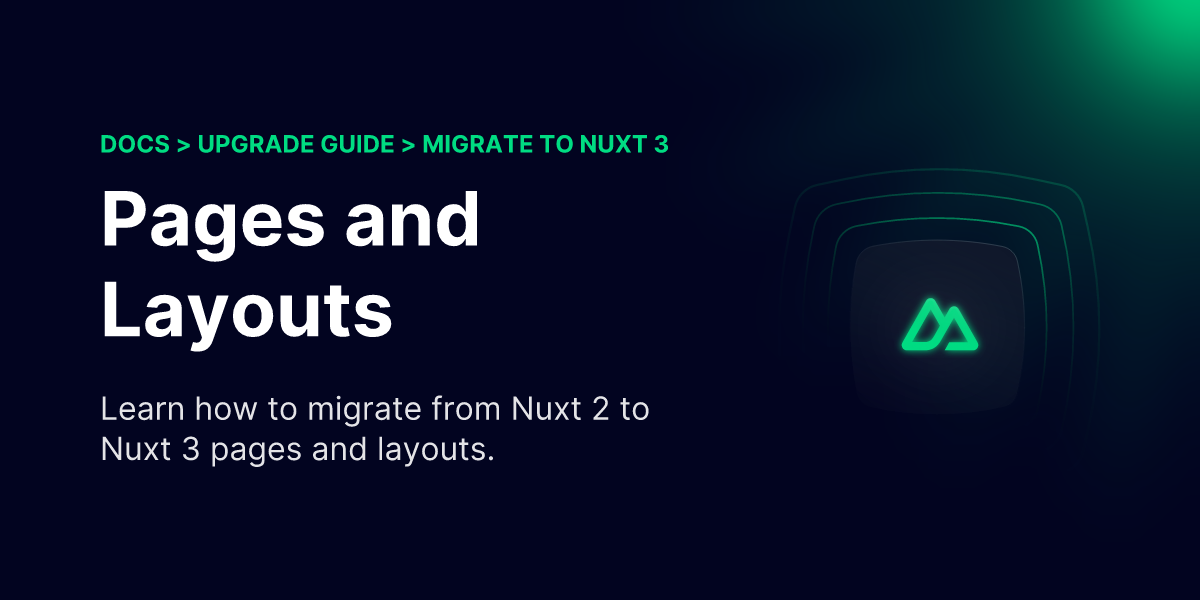 DOCS > UPGRADE GUIDE > MIGRATE TO NUXT 3
Pages and
Layouts
Learn how to migrate from Nuxt 2 to
Nuxt 3 pages and layouts.